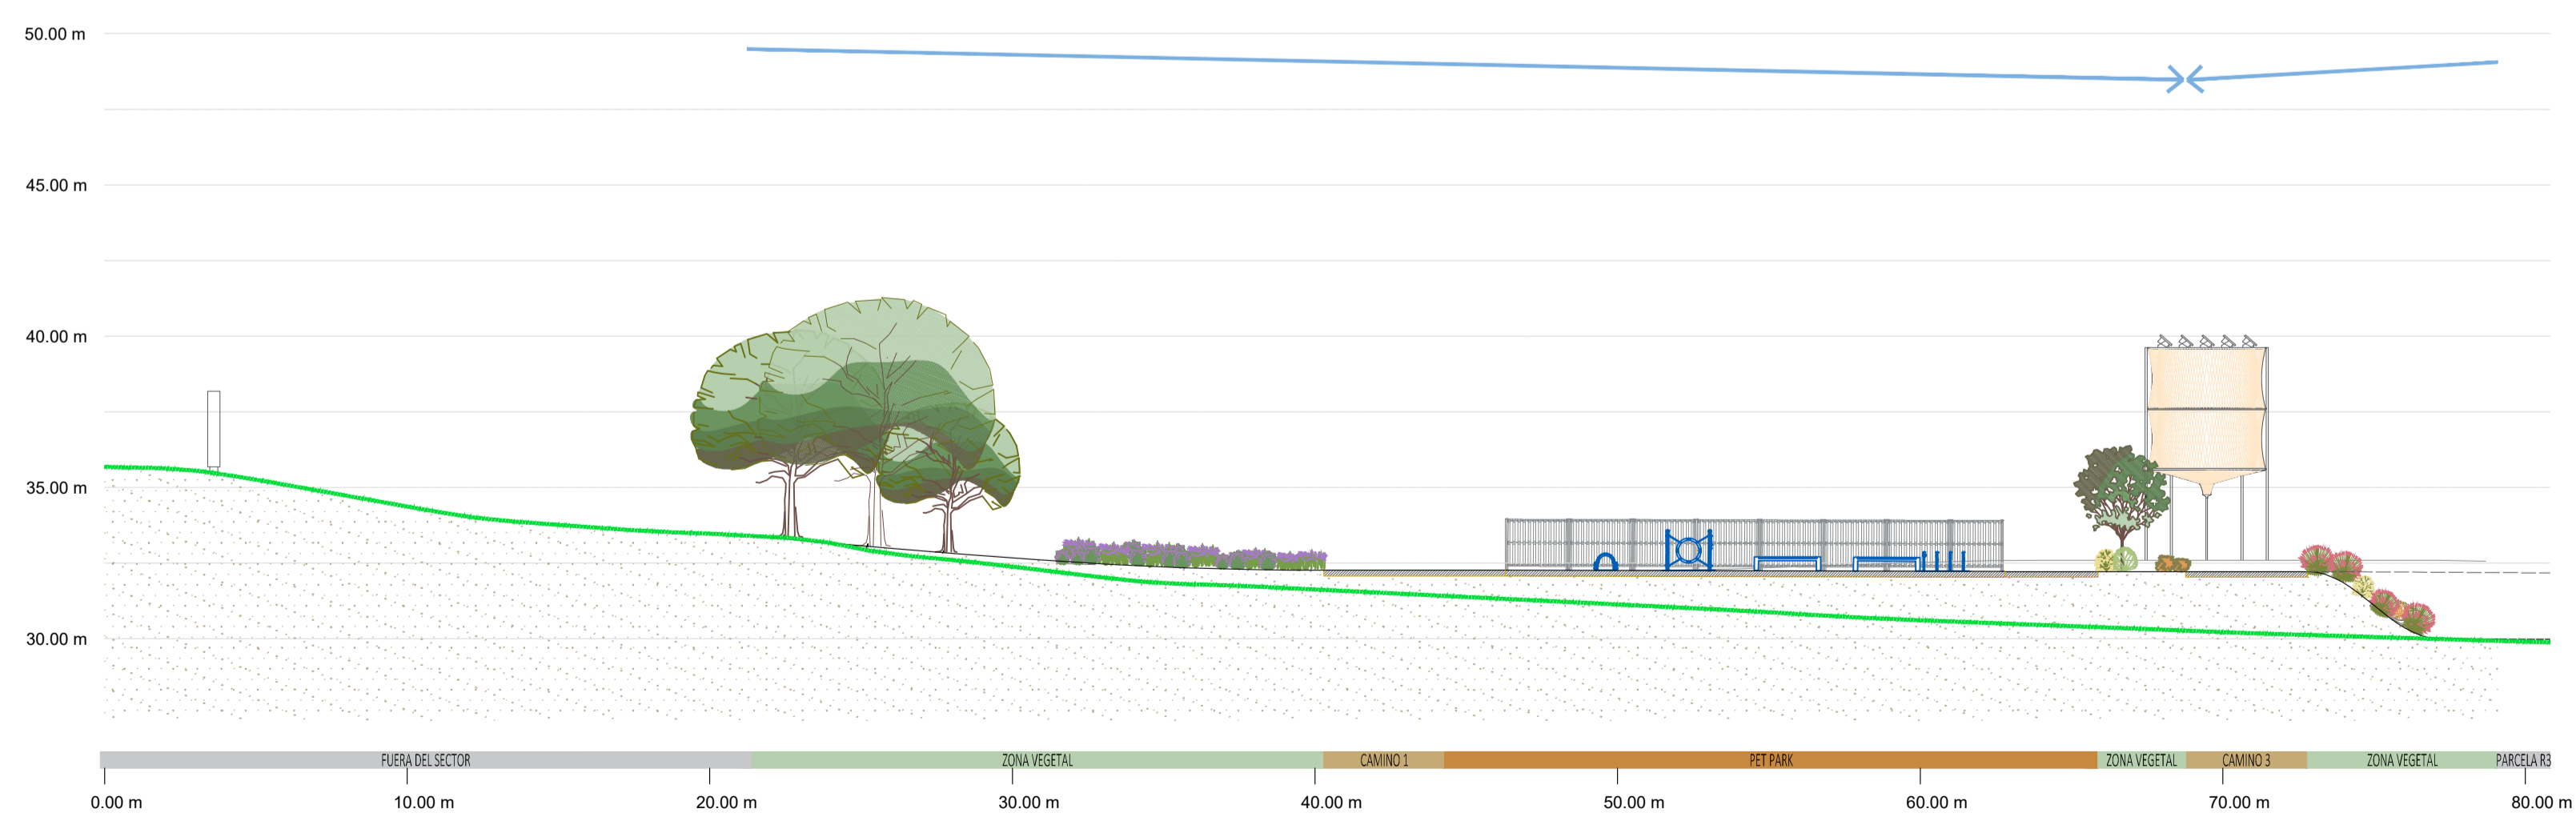 50.00 m
45.00 m
40.00 m
35.00 m
30.00 m
FUERA DEL SECTOR ZONA VEGETAL CAMINO 1 PET PARK ZONA VEGETAL CAMINO 3 ZONA VEGETAL PARCELA R3
0.00 m 10.00 m 20.00 m 30.00 m 40.00 m 50.00 m 60.00 m 70.00 m 80.00 m